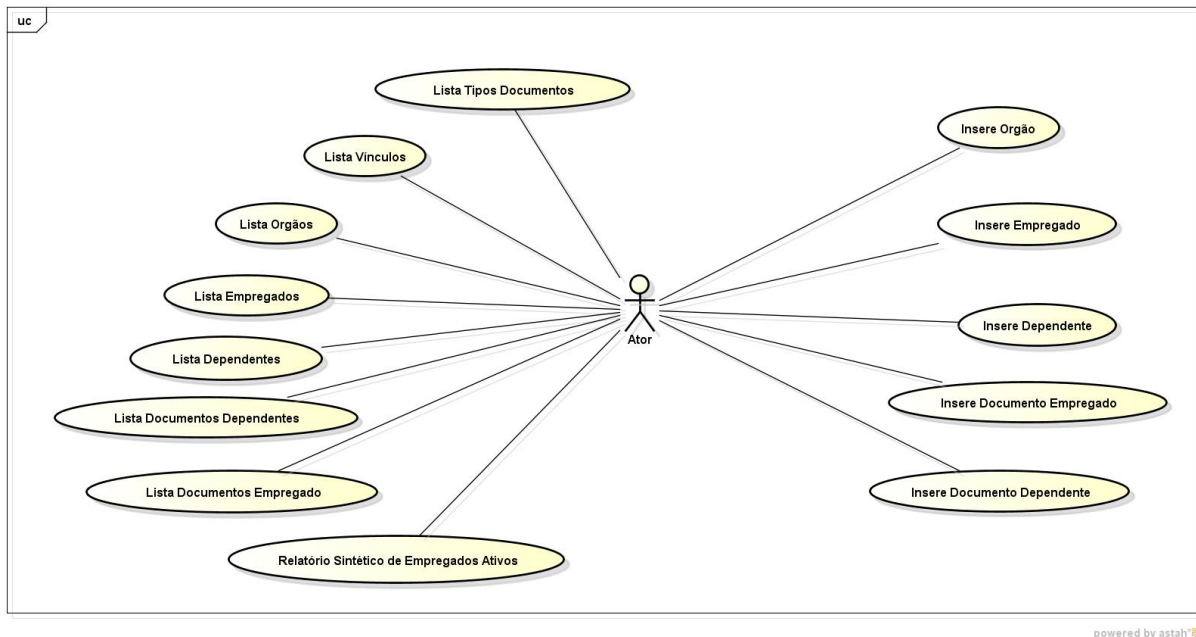 uc
Lista Tipos Documentos
Insere Orgão
Lista Vínculos
Lista Orgãos
Insere Empregado
Lista Empregados
Insere Dependente
Ator
Lista Dependentes
Insere Documento Empregado
Lista Documentos Dependentes
Lista Documentos Empregado
Insere Documento Dependente
Relatório Sintético de Empregados Ativos
powered by astah*